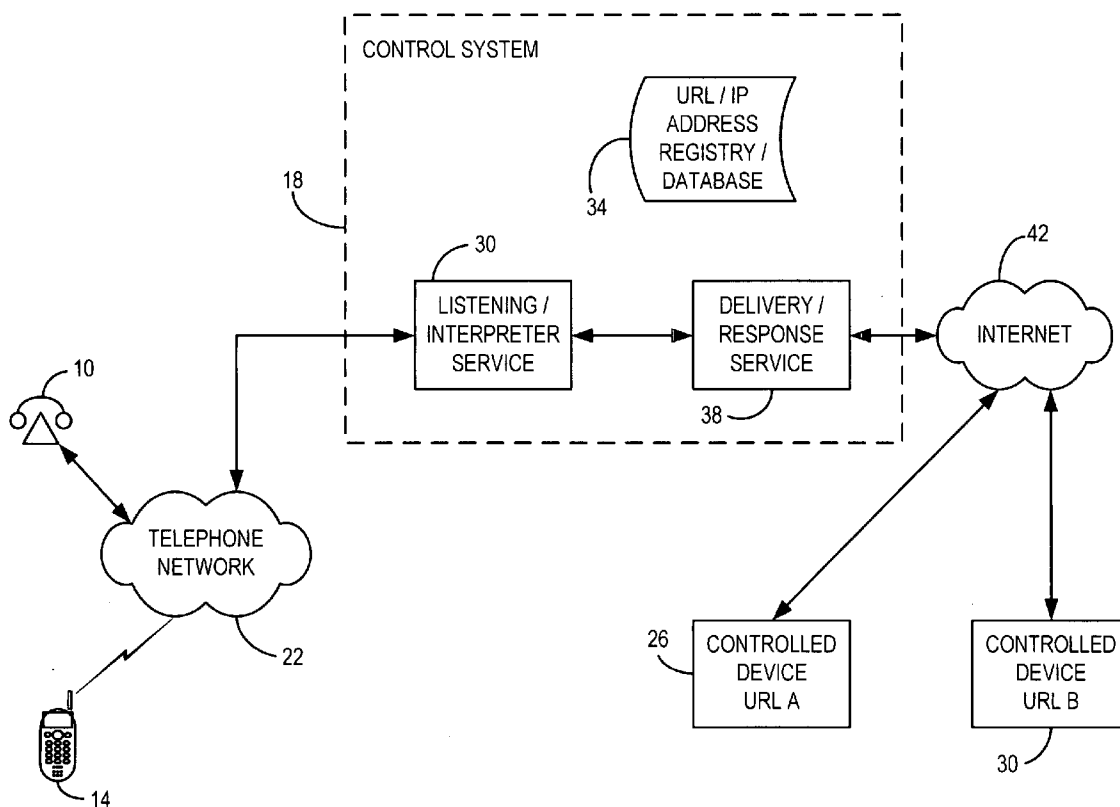 CONTROL SYSTEM
URL / IP
ADDRESS
REGISTRY /
DATABASE
34
18
30
LISTENING /
INTERPRETER
SERVICE
DELIVERY /
RESPONSE
SERVICE
38
42
INTERNET
10
TELEPHONE
NETWORK
22
14
26
CONTROLLED
DEVICE
URL A
CONTROLLED
DEVICE
URL B
30